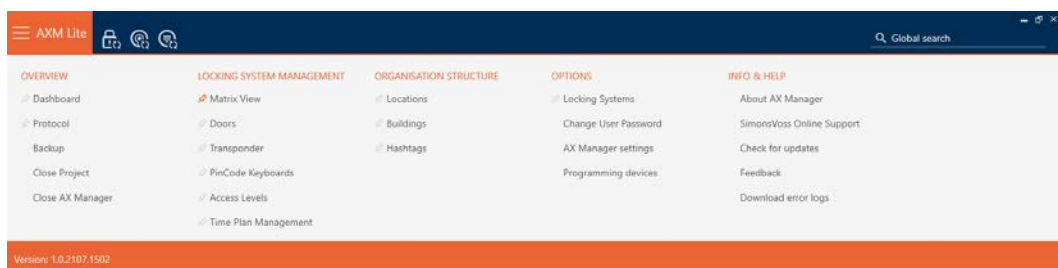 AXM Lite
Global search
OVERVIEW
Dashboard
Protocol
Backup
Close Project
Close AX Manager
LOCKING SYSTEM MANAGEMENT
Matrix View
Doors
Transponder
PinCode Keyboards
Access Levels
Time Plan Management
ORGANISATION STRUCTURE
Locations
Buildings
Hashtags
OPTIONS
Locking Systems
Change User Password
AX Manager settings
Programming devices
INFO & HELP
About AX Manager
SimonsVoss Online Support
Check for updates
Feedback
Download error logs
Version: 1.0.2107.1502